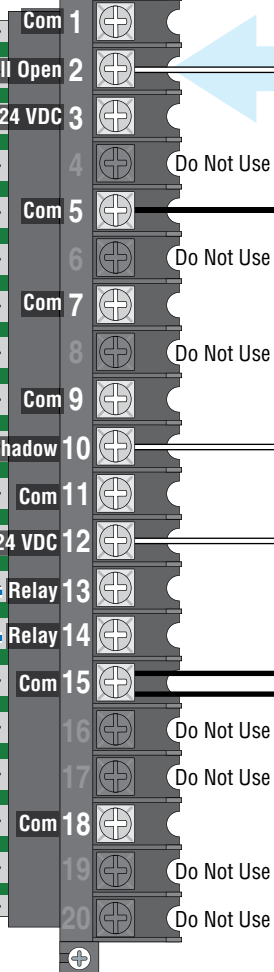 Com 1
ll Open 2
24 VDC 3
4 Do Not Use
Com 5
6 Do Not Use
Com 7
8 Do Not Use
Com 9
hadow 10
Com 11
24 VDC 12
Relay 13
Relay 14
Com 15
16 Do Not Use
17 Do Not Use
Com 18
19 Do Not Use
20 Do Not Use